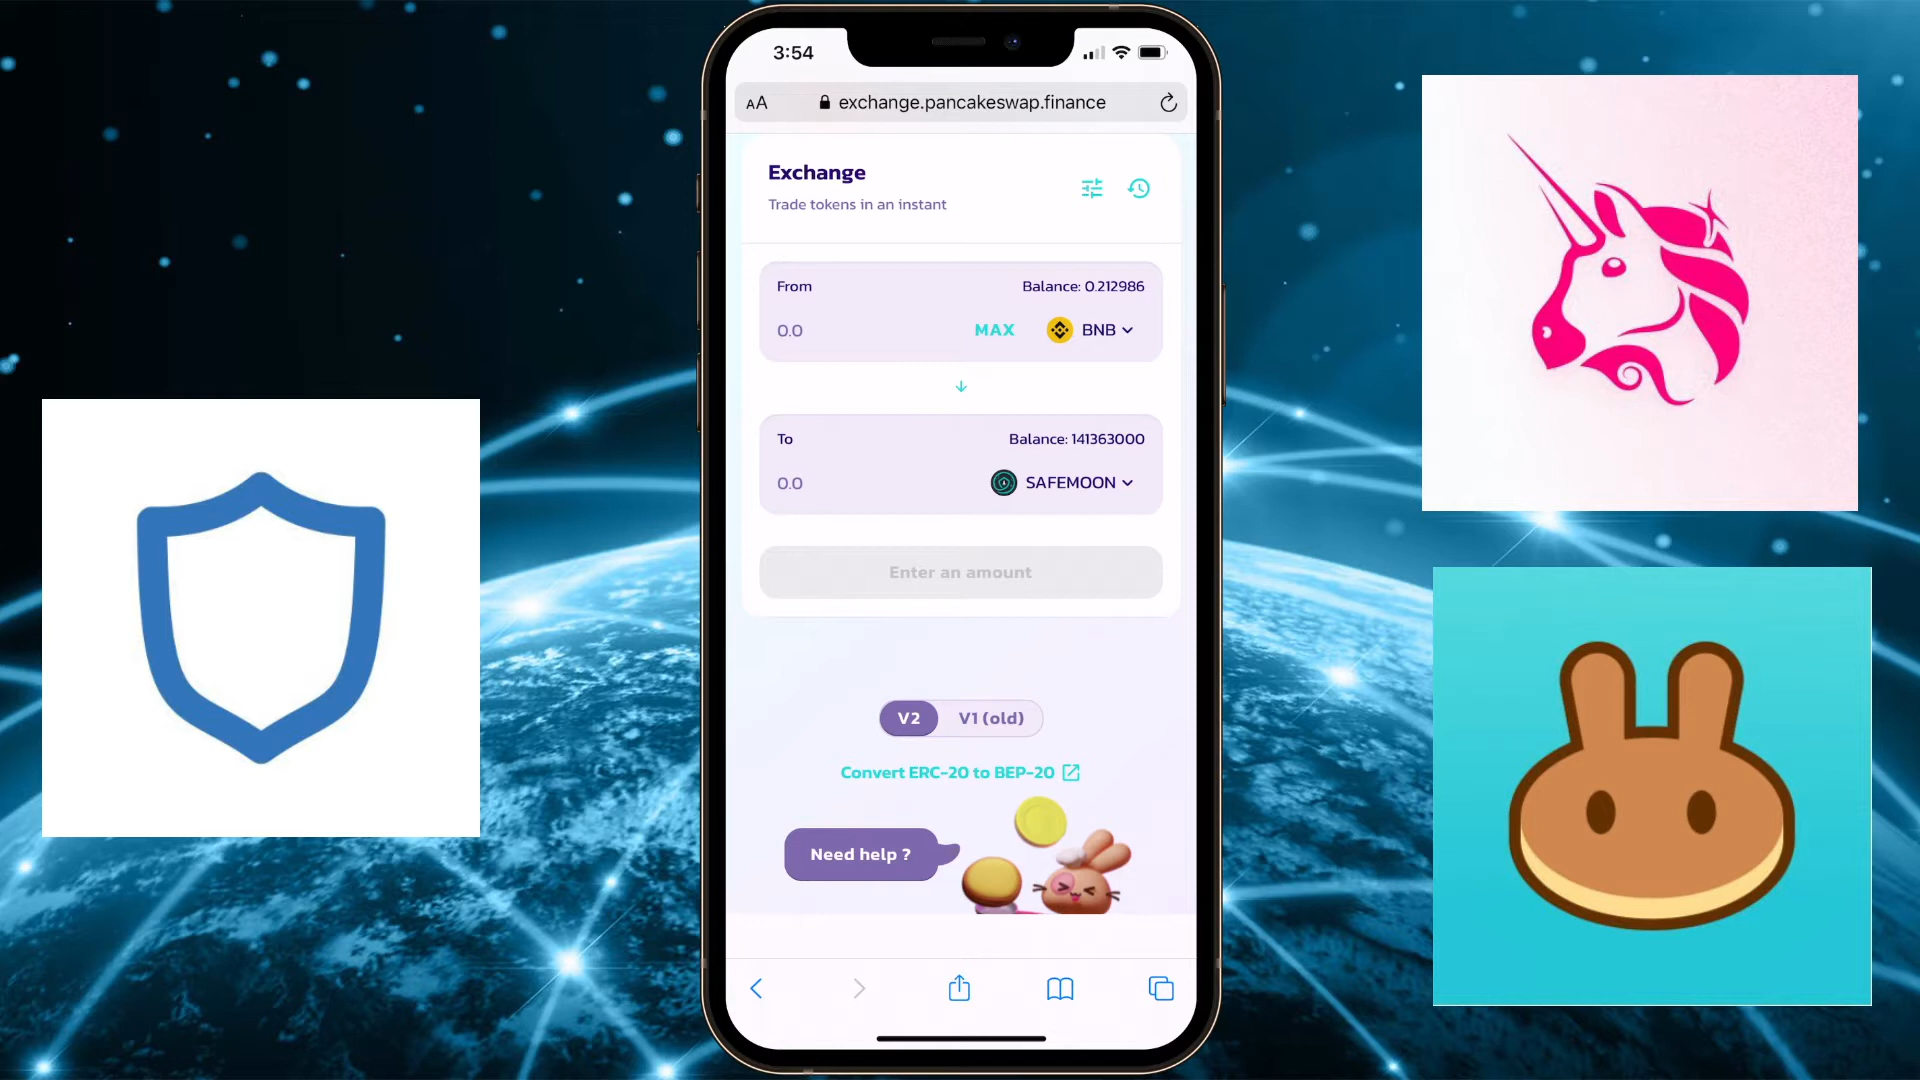 3:54
AA exchange.pancakeswap.finance
Exchange
Trade tokens in an instant
From Balance: 0.212986
0.0 MAX BNB
To Balance: 141363000
0.0 SAFEMOON
Enter an amount
V2 V1 (old)
Convert ERC-20 to BEP-20
Need help ?